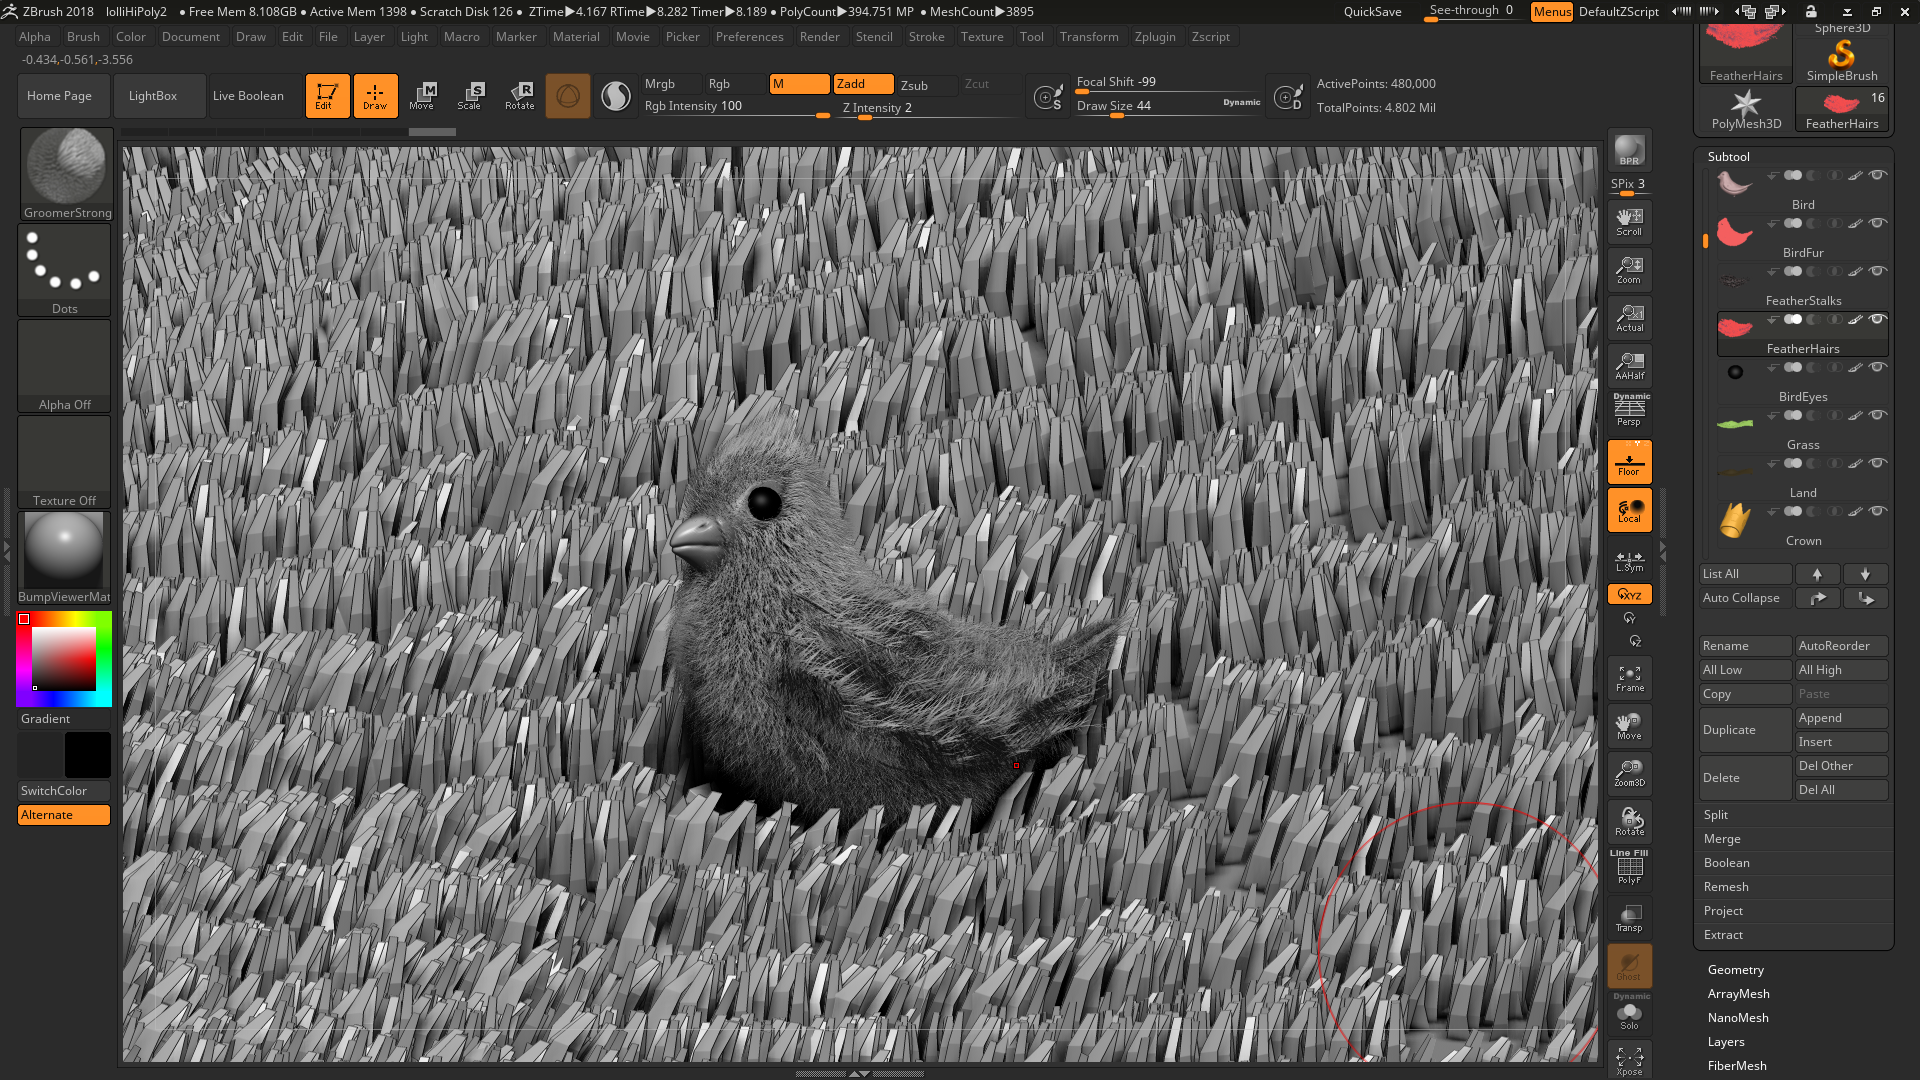 ZBrush 2018 lolliHiPoly2 ● Free Mem 8.108GB ● Active Mem 1398 ● Scratch Disk 126 ● ZTime▶4.167 RTime▶8.282 Timer▶8.189 ● PolyCount▶394.751 MP ● MeshCount▶3895 QuickSave See-through 0 Menus DefaultZScript
Alpha Brush Color Document Draw Edit File Layer Light Macro Marker Material Movie Picker Preferences Render Stencil Stroke Texture Tool Transform Zplugin Zscript
-0.434,-0.561,-3.556
Home Page LightBox Live Boolean Edit Draw Move Scale Rotate
Mrgb Rgb M Zadd Zsub Zcut
Rgb Intensity 100 Z Intensity 2
Focal Shift -99
Draw Size 44 Dynamic
ActivePoints: 480,000
TotalPoints: 4.802 Mil
GroomerStrong
Dots
Alpha Off
Texture Off
BumpViewerMat
Gradient
SwitchColor
Alternate
BPR
SPix 3
Scroll
Zoom
Actual
AAHalf
Dynamic
Persp
Floor
Local
L.Sym
XYZ
Y
Z
Frame
Move
Zoom3D
Rotate
Line Fill
PolyF
Transp
Ghost
Dynamic
Solo
Xpose
Sphere3D
FeatherHairs SimpleBrush
PolyMesh3D 16
FeatherHairs
Subtool
Bird
BirdFur
FeatherStalks
FeatherHairs
BirdEyes
Grass
Land
Crown
List All
Auto Collapse
Rename AutoReorder
All Low All High
Copy Paste
Duplicate Append
Insert
Delete Del Other
Del All
Split
Merge
Boolean
Remesh
Project
Extract
Geometry
ArrayMesh
NanoMesh
Layers
FiberMesh